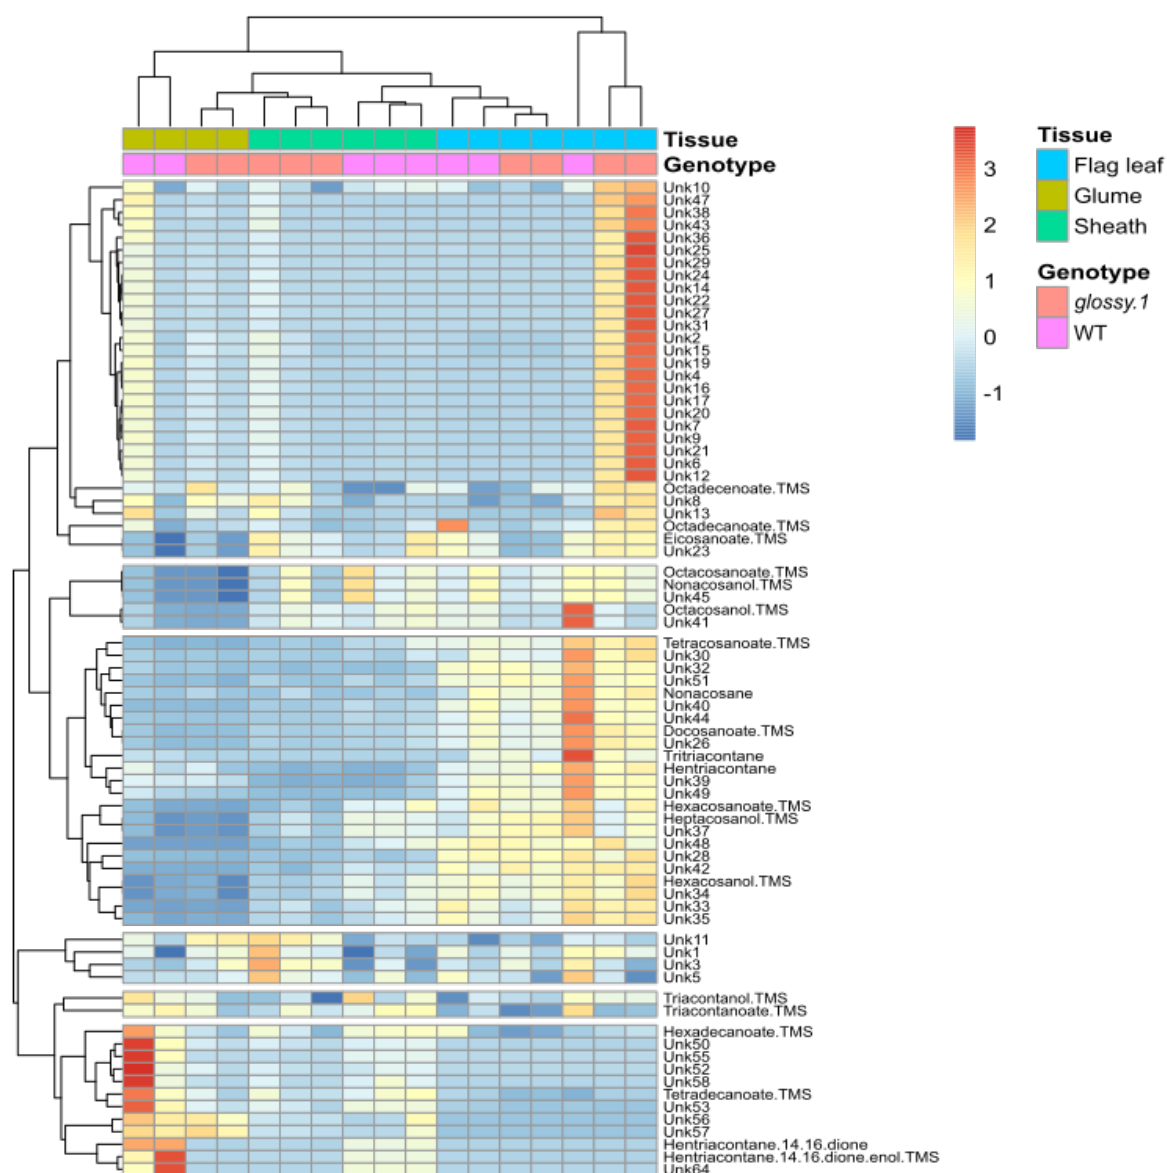 Tissue
Genotype
Unk10
Unk47
Unk38
Unk43
Unk36
Unk25
Unk29
Unk24
Unk14
Unk22
Unk27
Unk31
Unk2
Unk15
Unk19
Unk4
Unk16
Unk17
Unk20
Unk7
Unk9
Unk21
Unk6
Unk12
Octadecenoate.TMS
Unk8
Unk13
Octadecanoate.TMS
Eicosanoate.TMS
Unk23
Octacosanoate.TMS
Nonacosanol.TMS
Unk45
Octacosanol.TMS
Unk41
Tetracosanoate.TMS
Unk30
Unk32
Unk51
Nonacosane
Unk40
Unk44
Docosanoate.TMS
Unk26
Tritriacontane
Hentriacontane
Unk39
Unk49
Hexacosanoate.TMS
Heptacosanol.TMS
Unk37
Unk48
Unk28
Unk42
Hexacosanol.TMS
Unk34
Unk33
Unk35
Unk11
Unk1
Unk3
Unk5
Triacontanol.TMS
Triacontanoate.TMS
Hexadecanoate.TMS
Unk50
Unk55
Unk52
Unk58
Tetradecanoate.TMS
Unk53
Unk56
Unk57
Hentriacontane.14.16.dione
Hentriacontane.14.16.dione.enol.TMS
Unk64
3
2
1
0
-1
Tissue
Flag leaf
Glume
Sheath
Genotype
glossy.1
WT